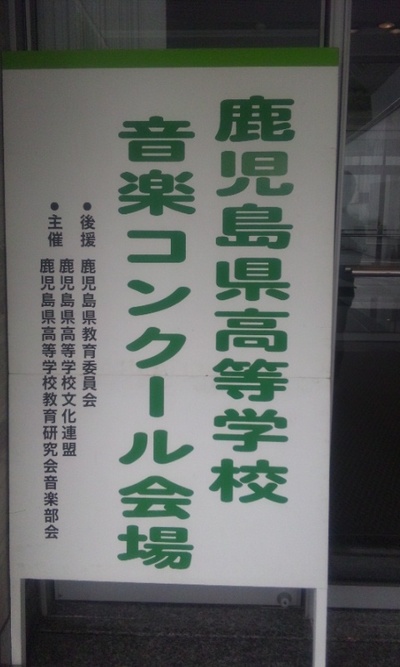 鹿児島県高等学校
音楽コンクール会場
●後援 鹿児島県教育委員会
鹿児島県高等学校文化連盟
●主催 鹿児島県高等学校教育研究会音楽部会